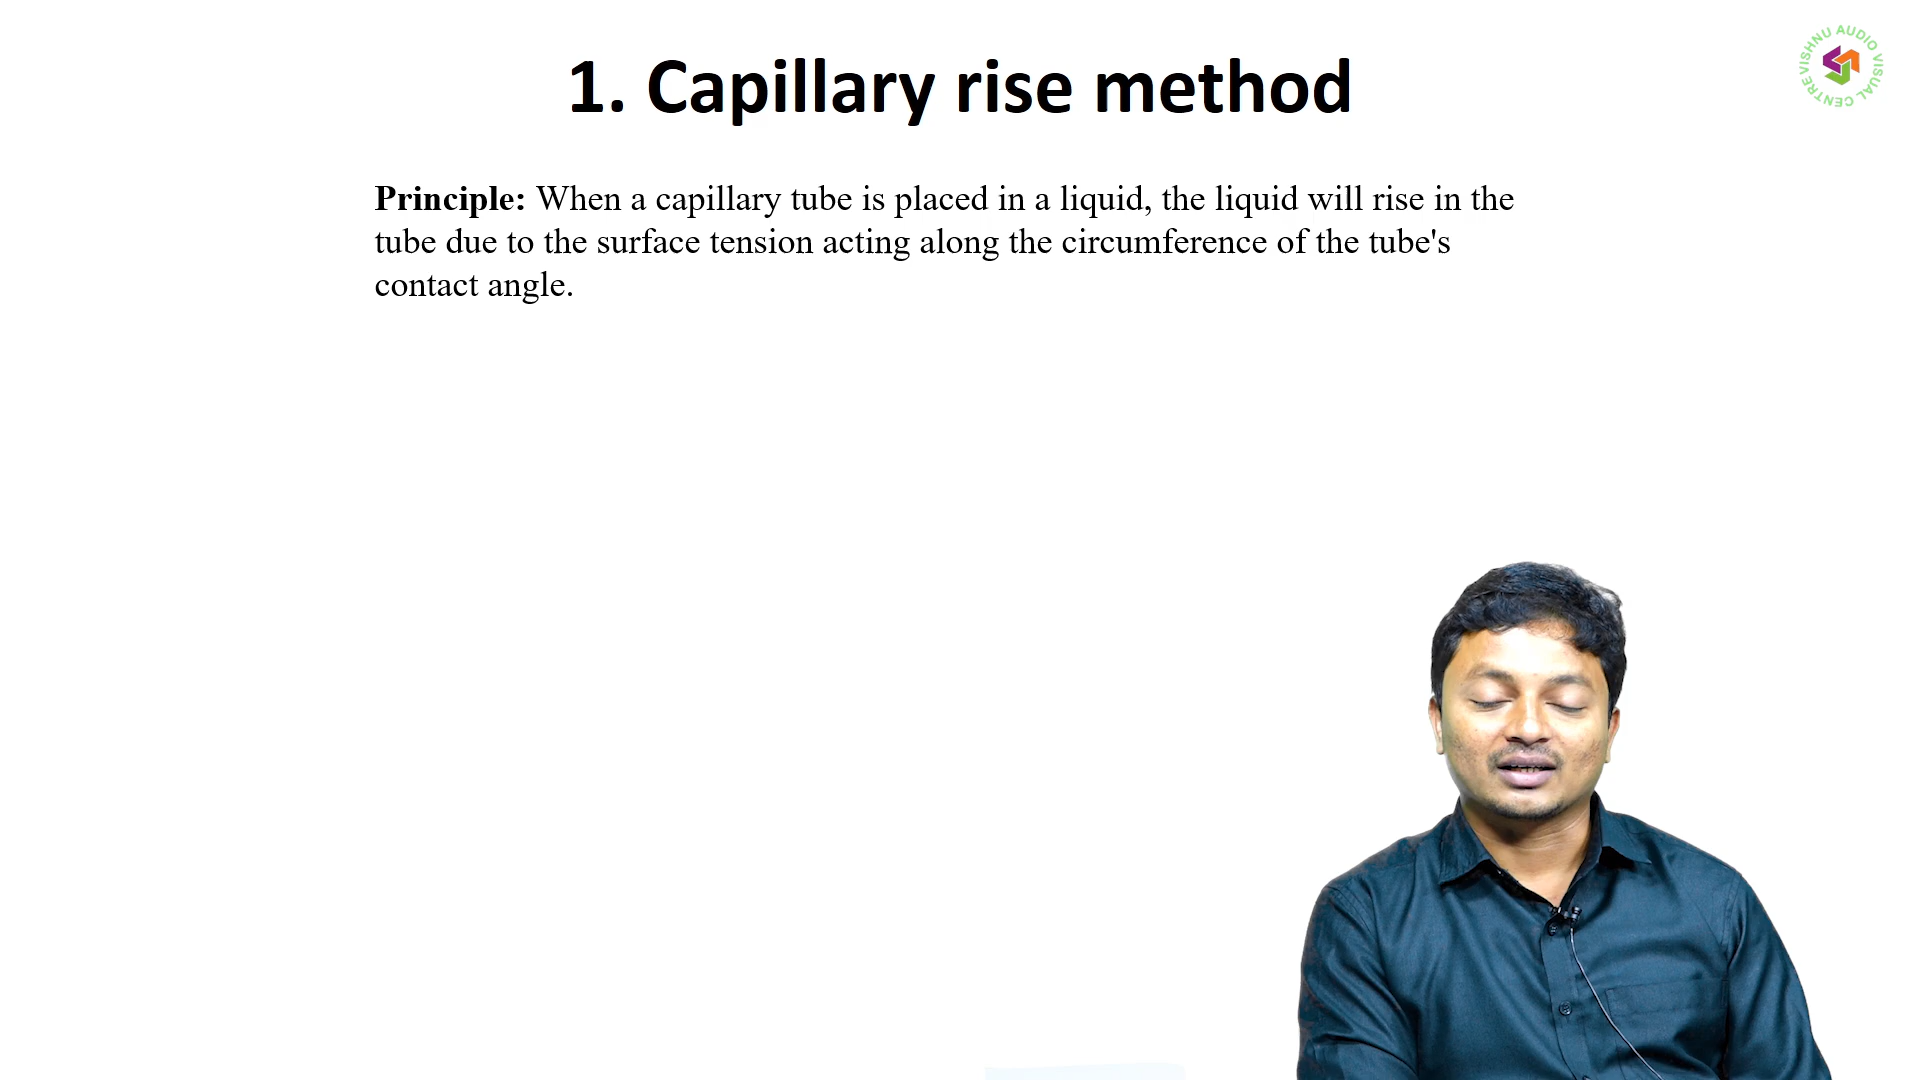 VISHNU AUDIO VISUAL CENTRE
1. Capillary rise method
Principle: When a capillary tube is placed in a liquid, the liquid will rise in the
tube due to the surface tension acting along the circumference of the tube's
contact angle.